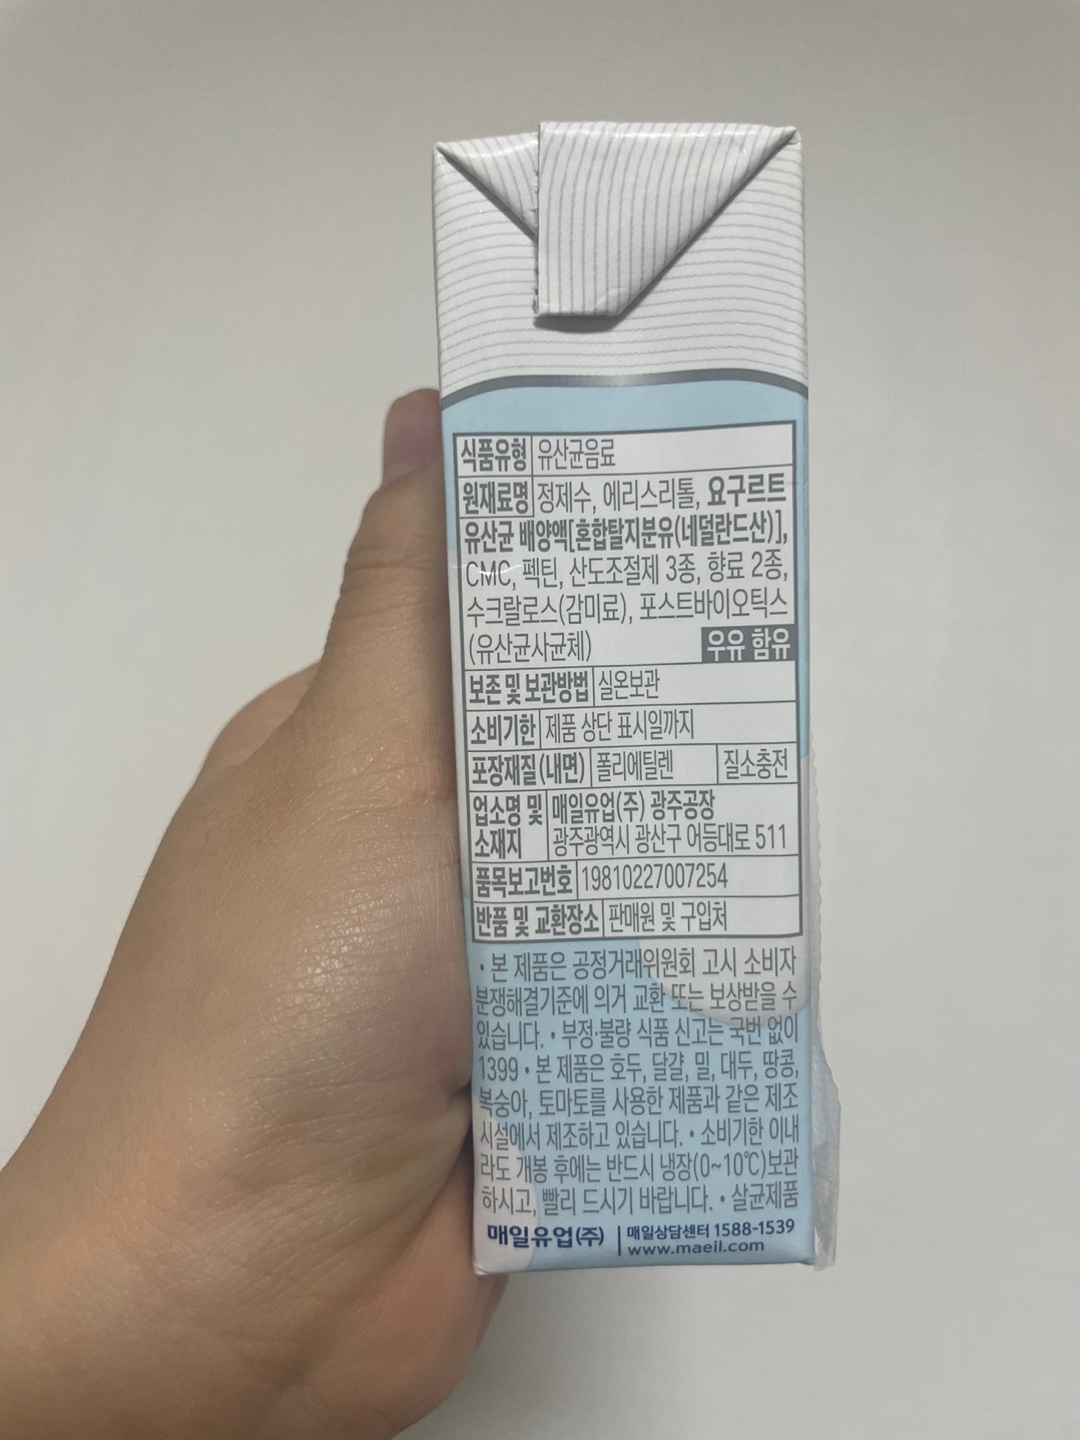 식품유형 유산균음료
원재료명 정제수, 에리스리톨, 요구르트
유산균 배양액[혼합탈지분유(네덜란드산)],
CMC, 펙틴, 산도조절제 3종, 향료 2종,
수크랄로스(감미료), 포스트바이오틱스
(유산균사균체) 우유 함유
보존 및 보관방법 실온보관
소비기한 제품 상단 표시일까지
포장재질(내면) 폴리에틸렌 질소충전
업소명 및 매일유업(주) 광주공장
소재지 광주광역시 광산구 어등대로 511
품목보고번호 19810227007254
반품 및 교환장소 판매원 및 구입처
• 본 제품은 공정거래위원회 고시 소비자
분쟁해결기준에 의거 교환 또는 보상받을 수
있습니다. • 부정·불량 식품 신고는 국번 없이
1399 • 본 제품은 호두, 달걀, 밀, 대두, 땅콩,
복숭아, 토마토를 사용한 제품과 같은 제조
시설에서 제조하고 있습니다. • 소비기한 이내
라도 개봉 후에는 반드시 냉장(0~10℃)보관
하시고, 빨리 드시기 바랍니다. • 살균제품
매일유업(주) 매일상담센터 1588-1539
www.maeil.com